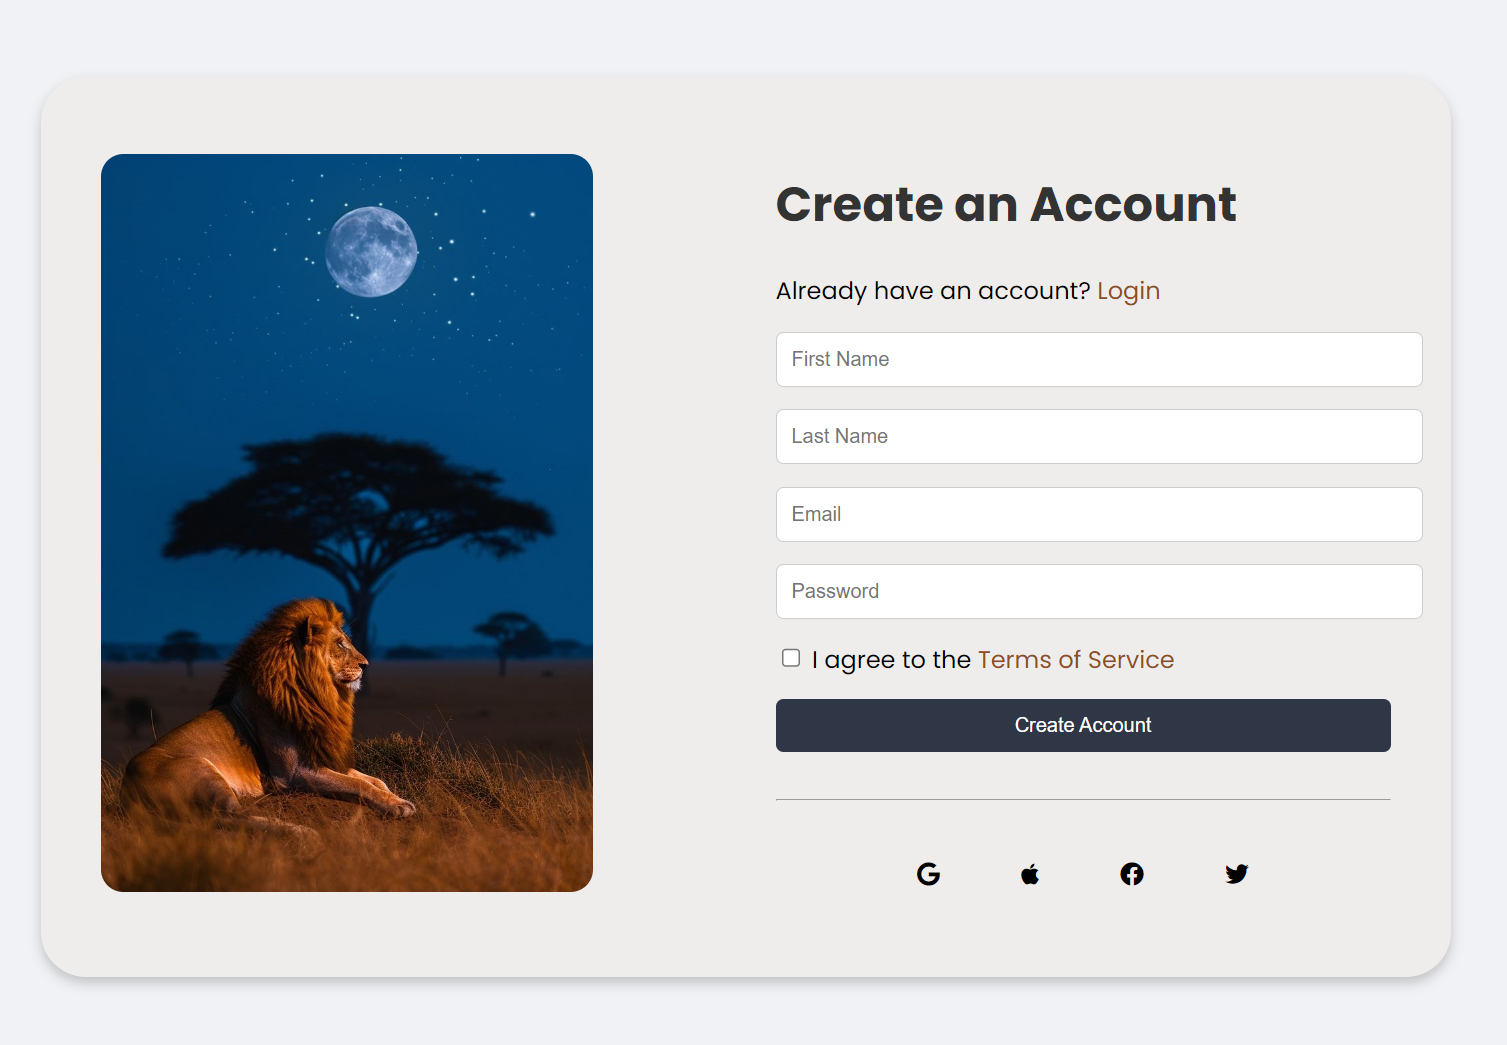 Create an Account
Already have an account? Login
First Name
Last Name
Email
Password
I agree to the Terms of Service
Create Account